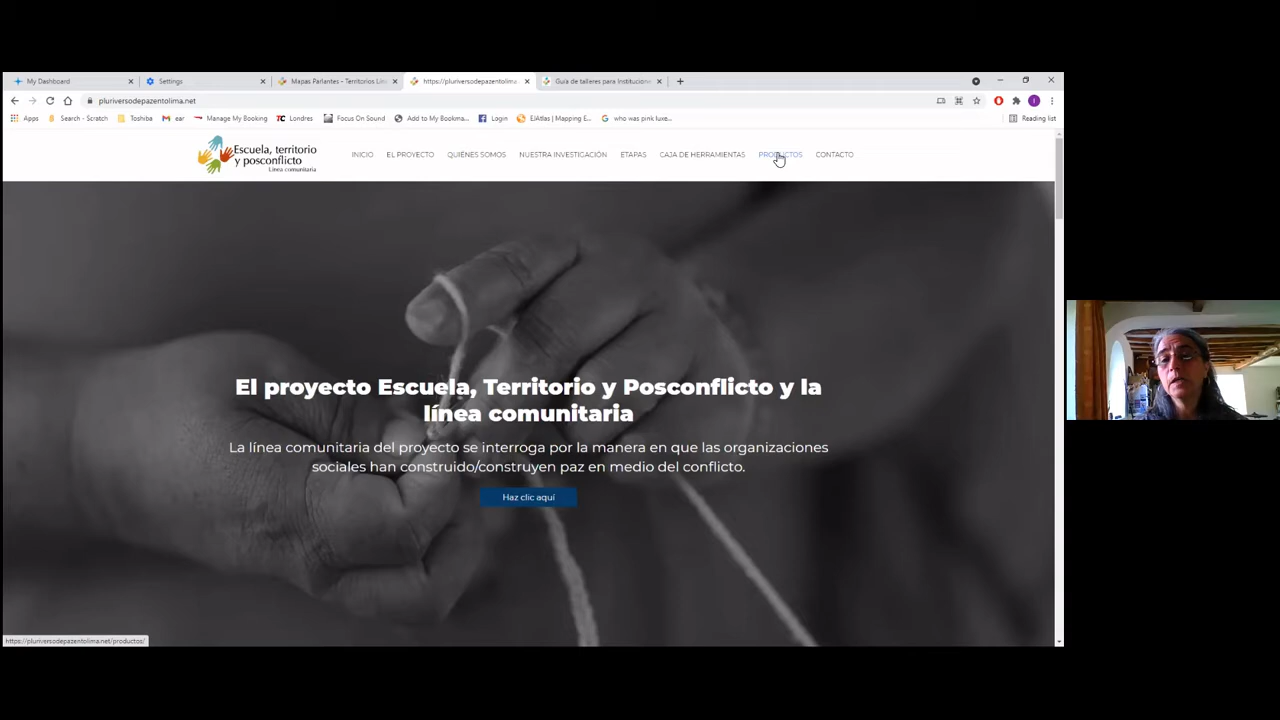 My Dashboard
Settings
Mapas Parlantes – Territorios Lín
https://pluriversodepazentolima.
Guía de talleres para Institucione
pluriversodepazentolima.net
Apps
Search - Scratch
Toshiba
ear
Manage My Booking
Londres
Focus On Sound
Add to My Bookma...
Login
EJAtlas | Mapping E...
who was pink luxe...
Reading list
Escuela, territorio
y posconflicto
Línea comunitaria
INICIO
EL PROYECTO
QUIÉNES SOMOS
NUESTRA INVESTIGACIÓN
ETAPAS
CAJA DE HERRAMIENTAS
PRODUCTOS
CONTACTO
El proyecto Escuela, Territorio y Posconflicto y la
línea comunitaria
La línea comunitaria del proyecto se interroga por la manera en que las organizaciones
sociales han construido/construyen paz en medio del conflicto.
Haz clic aquí
https://pluriversodepazentolima.net/productos/